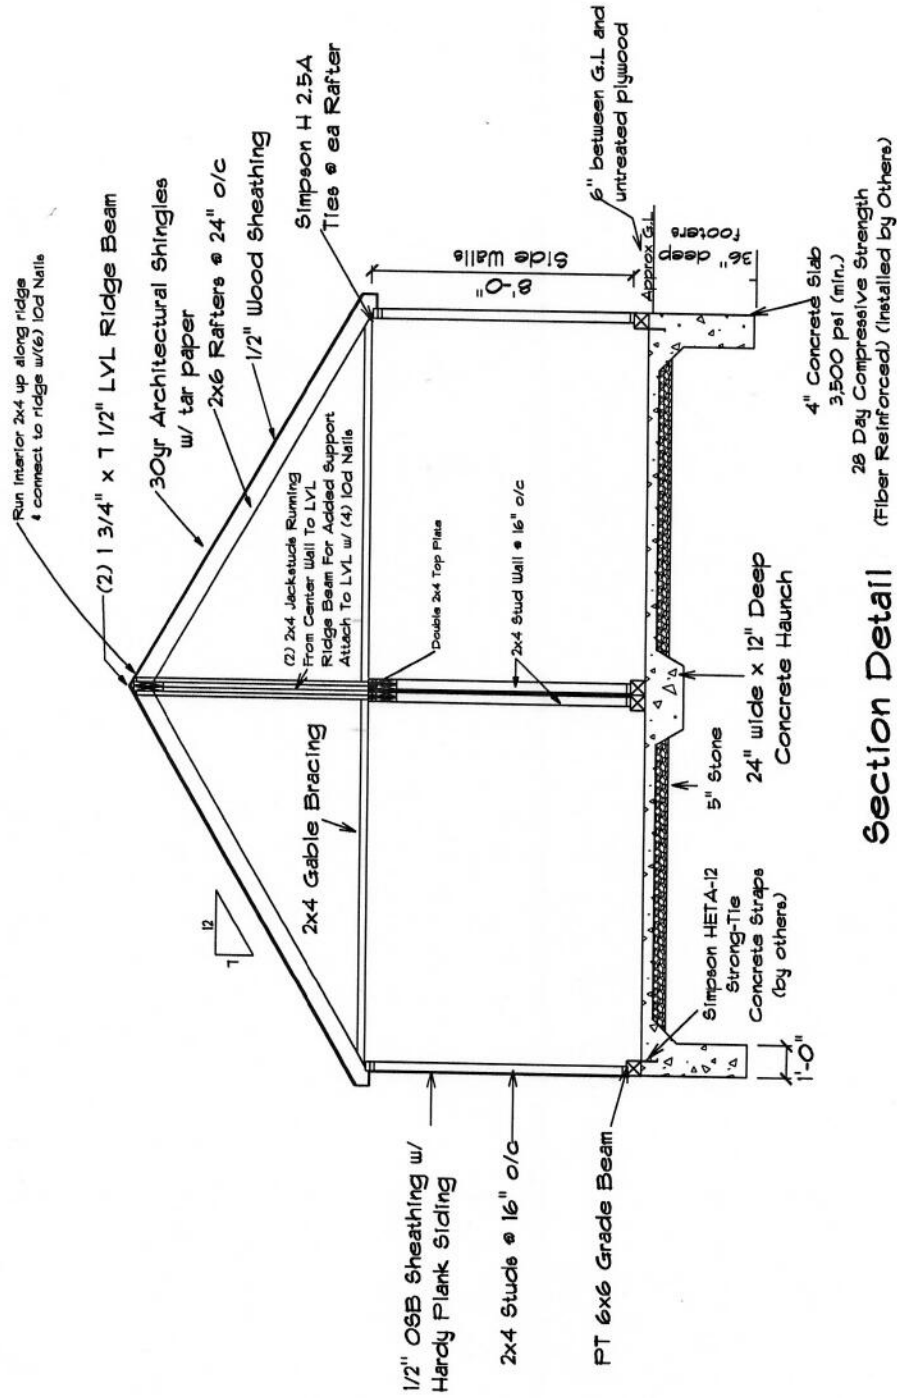 Run Interior 2x4 up along ridge
& connect to ridge w/(6) 10d Nails
(2) 1 3/4" x 7 1/2" LVL Ridge Beam
30yr Architectural Shingles
w/ tar paper
2x6 Rafters @ 24" o/c
1/2" Wood Sheathing
Simpson H 2.5A
Ties @ ea Rafter
12
7
(2) 2x4 Jackstuds Running
From Center Wall To LVL
Ridge Beam For Added Support
Attach To LVL w/ (4) 10d Nails
2x4 Gable Bracing
Double 2x4 Top Plate
1/2" OSB Sheathing w/
Hardy Plank Siding
2x4 Studs @ 16" o/c
2x4 Stud Wall @ 16" o/c
8'-0"
Side Walls
6" between G.L and
untreated plywood
Approx G.L
36" deep
footers
PT 6x6 Grade Beam
1'-0"
Simpson HETA-12
Strong-Tie
Concrete Straps
(by others)
5" Stone
24" wide x 12" Deep
Concrete Haunch
4" Concrete Slab
3,500 psi (min.)
28 Day Compressive Strength
(Fiber Reinforced) (Installed by Others)
Section Detail